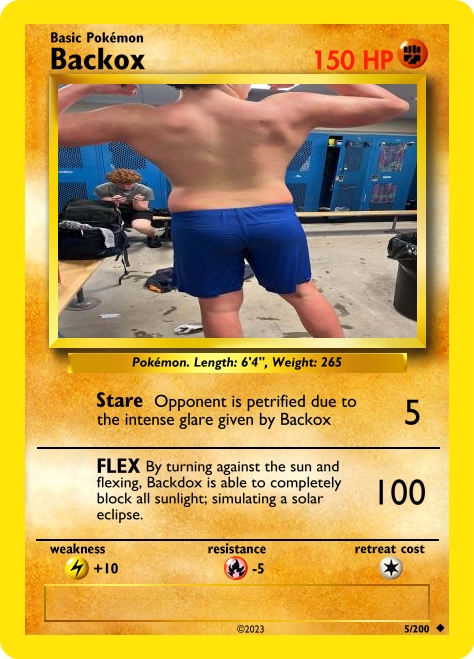 Basic Pokémon
Backox
150 HP
Pokémon. Length: 6'4", Weight: 265
Stare Opponent is petrified due to
the intense glare given by Backox
5
FLEX By turning against the sun and
flexing, Backdox is able to completely
block all sunlight; simulating a solar
eclipse.
100
weakness
resistance
retreat cost
+10
-5
©2023
5/200